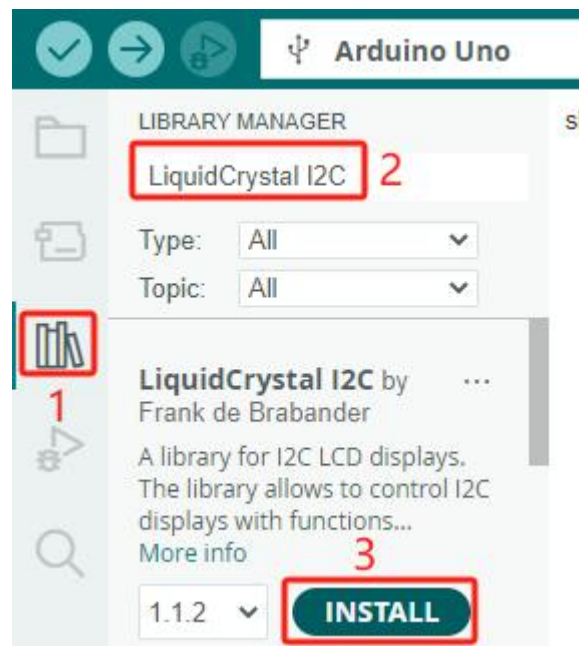 Arduino Uno
LIBRARY MANAGER
LiquidCrystal I2C
2
Type: All
Topic: All
1
LiquidCrystal I2C by ...
Frank de Brabander
A library for I2C LCD displays.
The library allows to control I2C
displays with functions...
More info
3
1.1.2 INSTALL